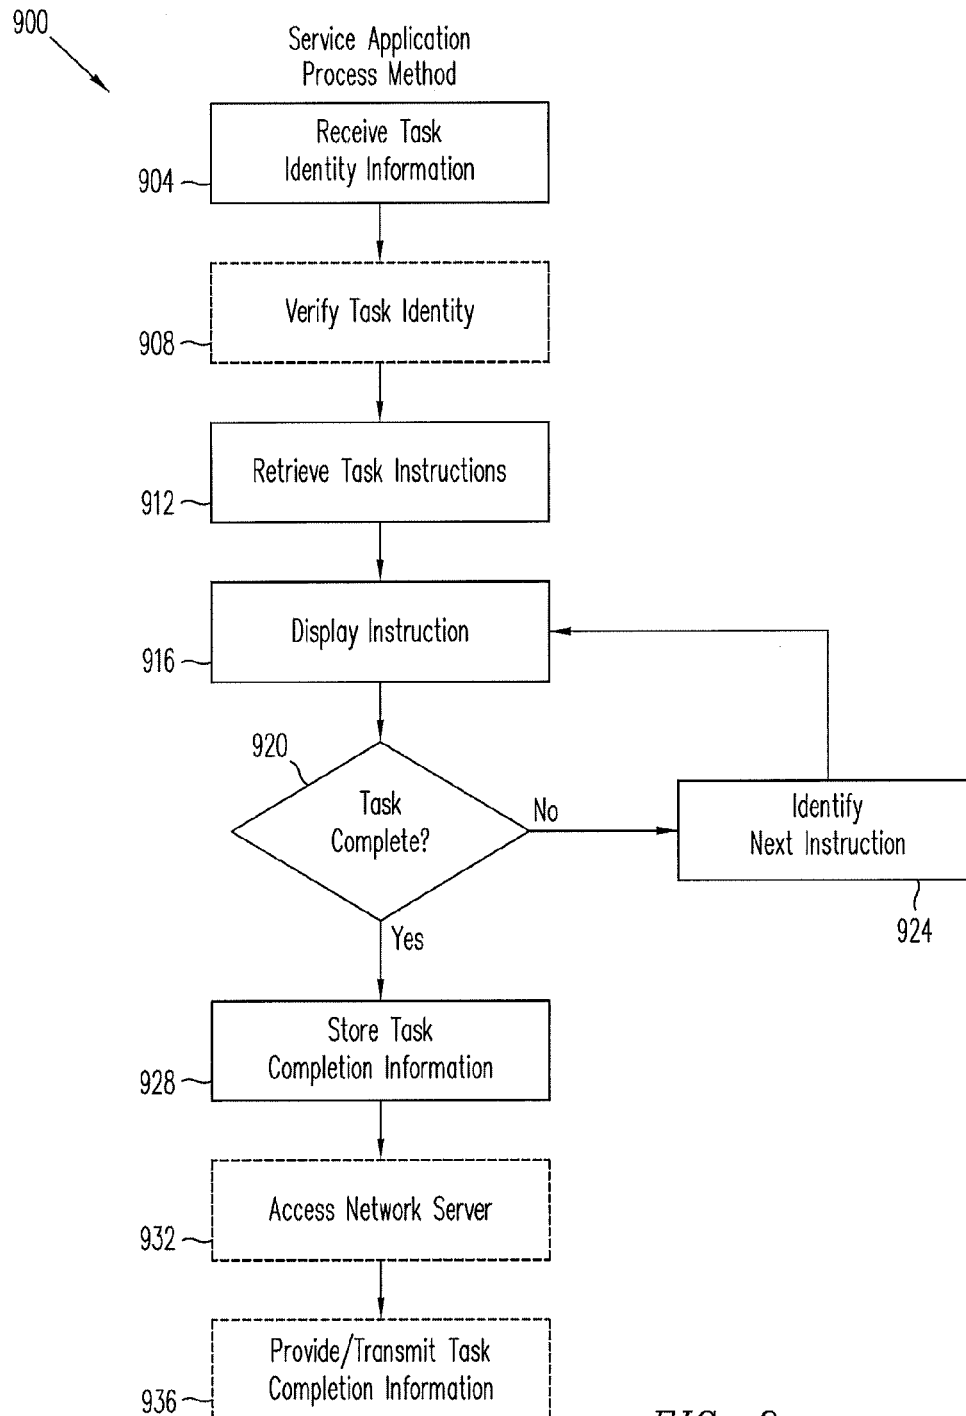 900
Service Application
Process Method
Receive Task
Identity Information
904
Verify Task Identity
908
Retrieve Task Instructions
912
Display Instruction
916
920
Task
Complete?
No
Identify
Next Instruction
924
Yes
Store Task
Completion Information
928
Access Network Server
932
Provide/Transmit Task
Completion Information
936